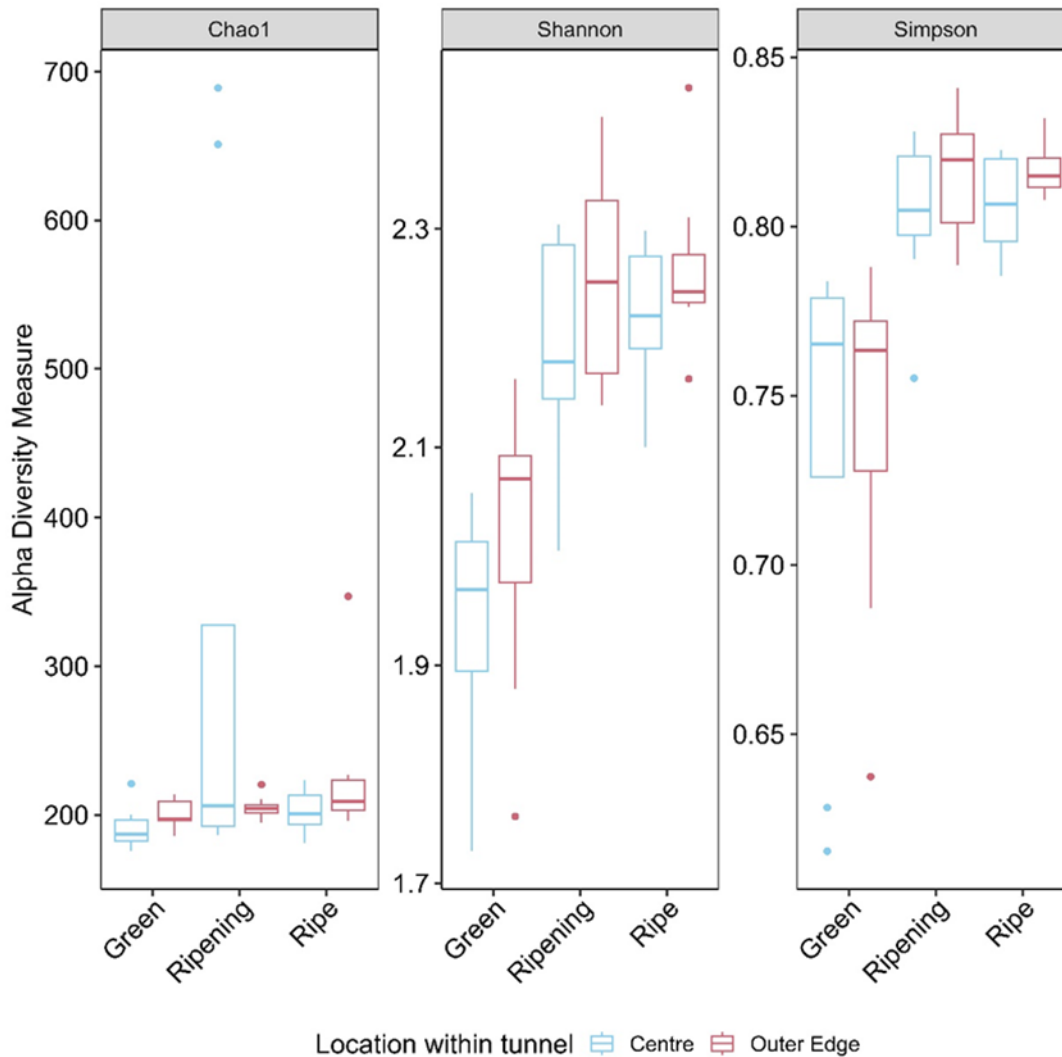 Chao1 Shannon Simpson
Alpha Diversity Measure
700
600
500
400
300
200
2.3
2.1
1.9
1.7
0.85
0.80
0.75
0.70
0.65
Green Ripening Ripe
Green Ripening Ripe
Green Ripening Ripe
Location within tunnel Centre Outer Edge